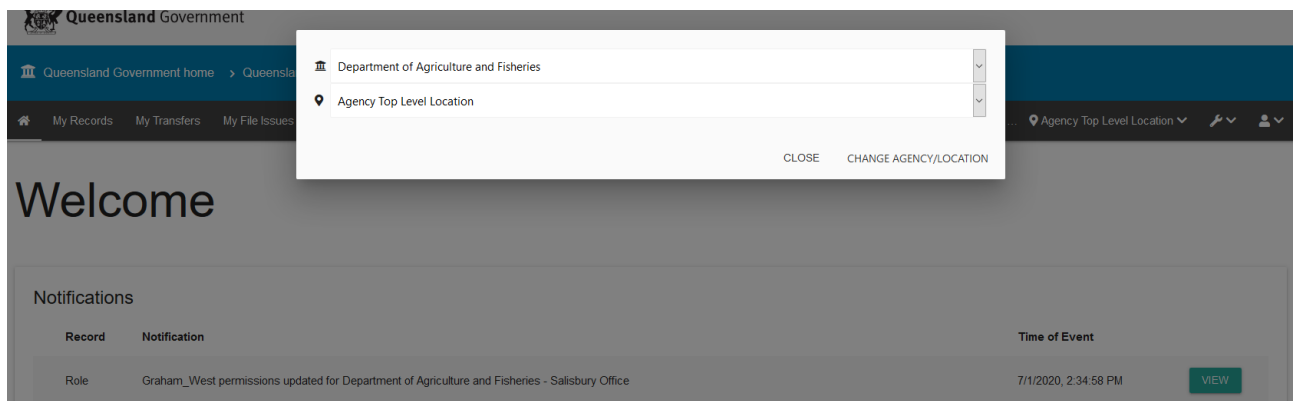 Queensland Government
Queensland Government home > Queensla
Department of Agriculture and Fisheries
Agency Top Level Location
CLOSE CHANGE AGENCY/LOCATION
My Records My Transfers My File Issues ... Agency Top Level Location
Welcome
Notifications
Record Notification Time of Event
Role Graham_West permissions updated for Department of Agriculture and Fisheries - Salisbury Office 7/1/2020, 2:34:58 PM VIEW